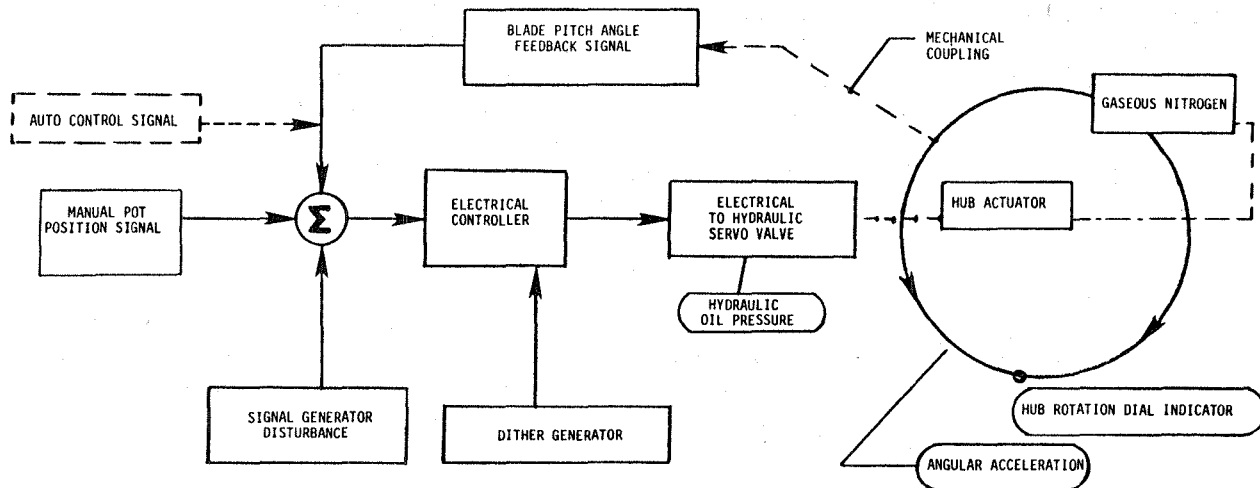 BLADE PITCH ANGLE
FEEDBACK SIGNAL
MECHANICAL
COUPLING
GASEOUS NITROGEN
AUTO CONTROL SIGNAL
MANUAL POT
POSITION SIGNAL
Σ
ELECTRICAL
CONTROLLER
ELECTRICAL
TO HYDRAULIC
SERVO VALVE
HUB ACTUATOR
HYDRAULIC
OIL PRESSURE
SIGNAL GENERATOR
DISTURBANCE
DITHER GENERATOR
HUB ROTATION DIAL INDICATOR
ANGULAR ACCELERATION